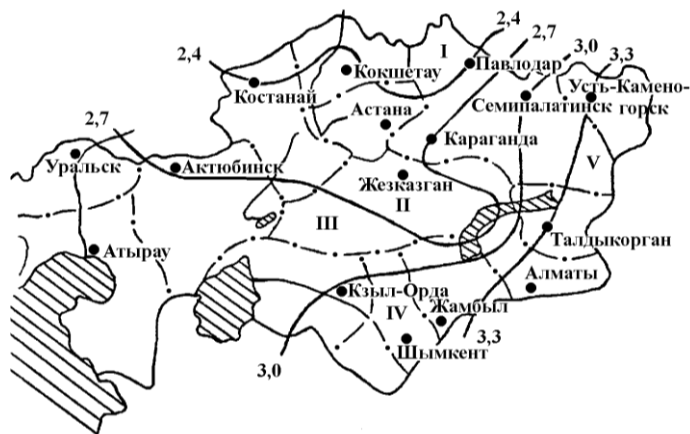 2,4
2,4
2,7
3,0
3,3
I
Кокшетау
Павлодар
Усть-Камено-
горск
Костанай
Семипалатинск
Астана
2,7
Караганда
Уральск
Актюбинск
V
Жезказган
II
III
Талдыкорган
Атырау
Алматы
Кзыл-Орда
IV
Жамбыл
Шымкент
3,3
3,0